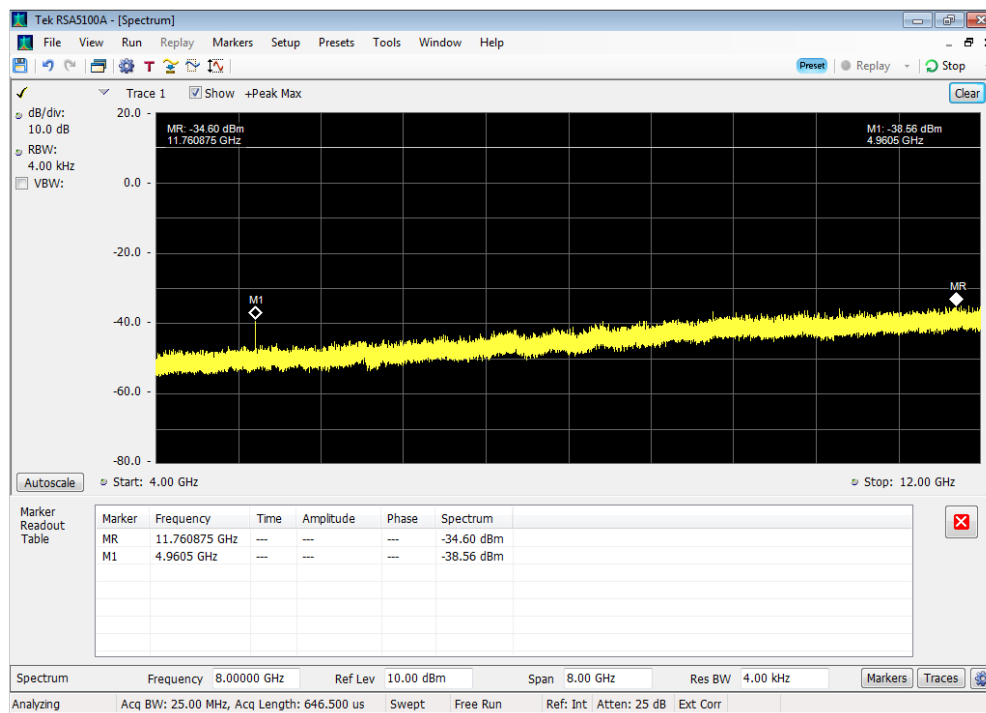 Tek RSA5100A - [Spectrum]
File View Run Replay Markers Setup Presets Tools Window Help
T Preset Replay Stop
Trace 1 Show +Peak Max Clear
dB/div:
10.0 dB
RBW:
4.00 kHz
VBW:
20.0 -
0.0 -
-20.0 -
-40.0 -
-60.0 -
-80.0 -
MR: -34.60 dBm
11.760875 GHz
M1: -38.56 dBm
4.9605 GHz
M1
MR
Autoscale Start: 4.00 GHz Stop: 12.00 GHz
Marker
Readout
Table
Marker Frequency Time Amplitude Phase Spectrum
MR 11.760875 GHz --- --- --- -34.60 dBm
M1 4.9605 GHz --- --- --- -38.56 dBm
Spectrum Frequency 8.00000 GHz Ref Lev 10.00 dBm Span 8.00 GHz Res BW 4.00 kHz Markers Traces
Analyzing Acq BW: 25.00 MHz, Acq Length: 646.500 us Swept Free Run Ref: Int Atten: 25 dB Ext Corr